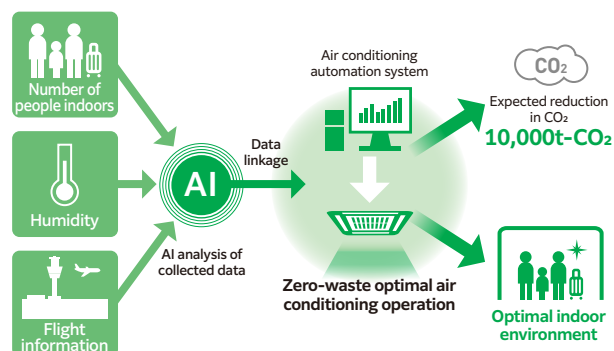 Number of
people indoors
Humidity
Flight
information
AI
AI analysis of
collected data
Data
linkage
Air conditioning
automation system
Zero-waste optimal air
conditioning operation
CO₂
Expected reduction
in CO₂
10,000t-CO₂
Optimal indoor
environment